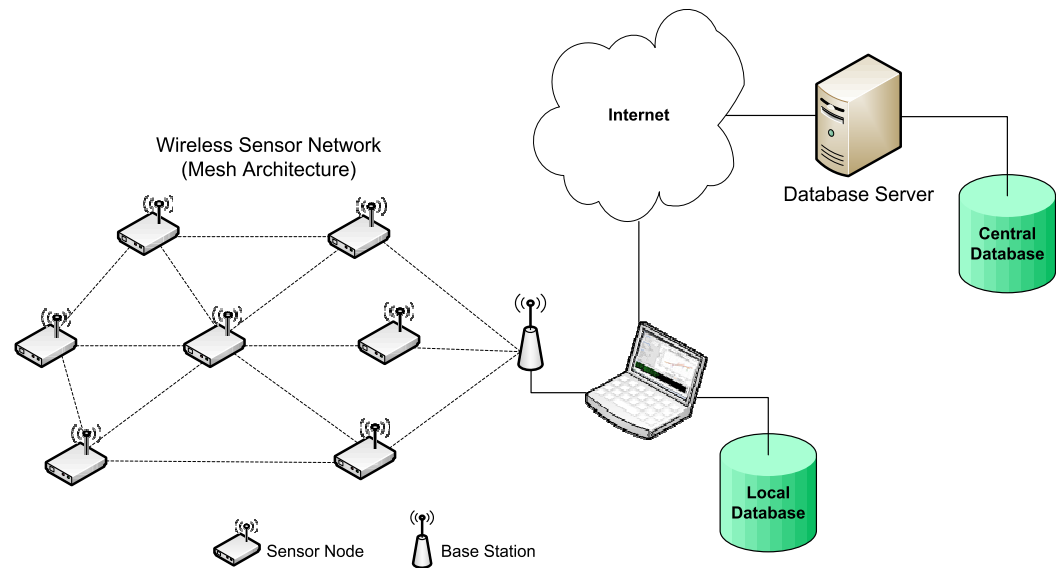 Wireless Sensor Network
(Mesh Architecture)
Internet
Database Server
Central
Database
Local
Database
Sensor Node
Base Station